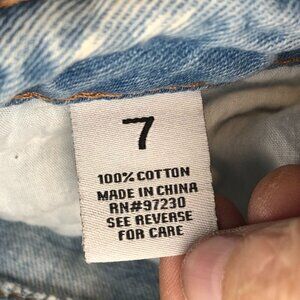 7
100% COTTON
MADE IN CHINA
RN#97230
SEE REVERSE
FOR CARE